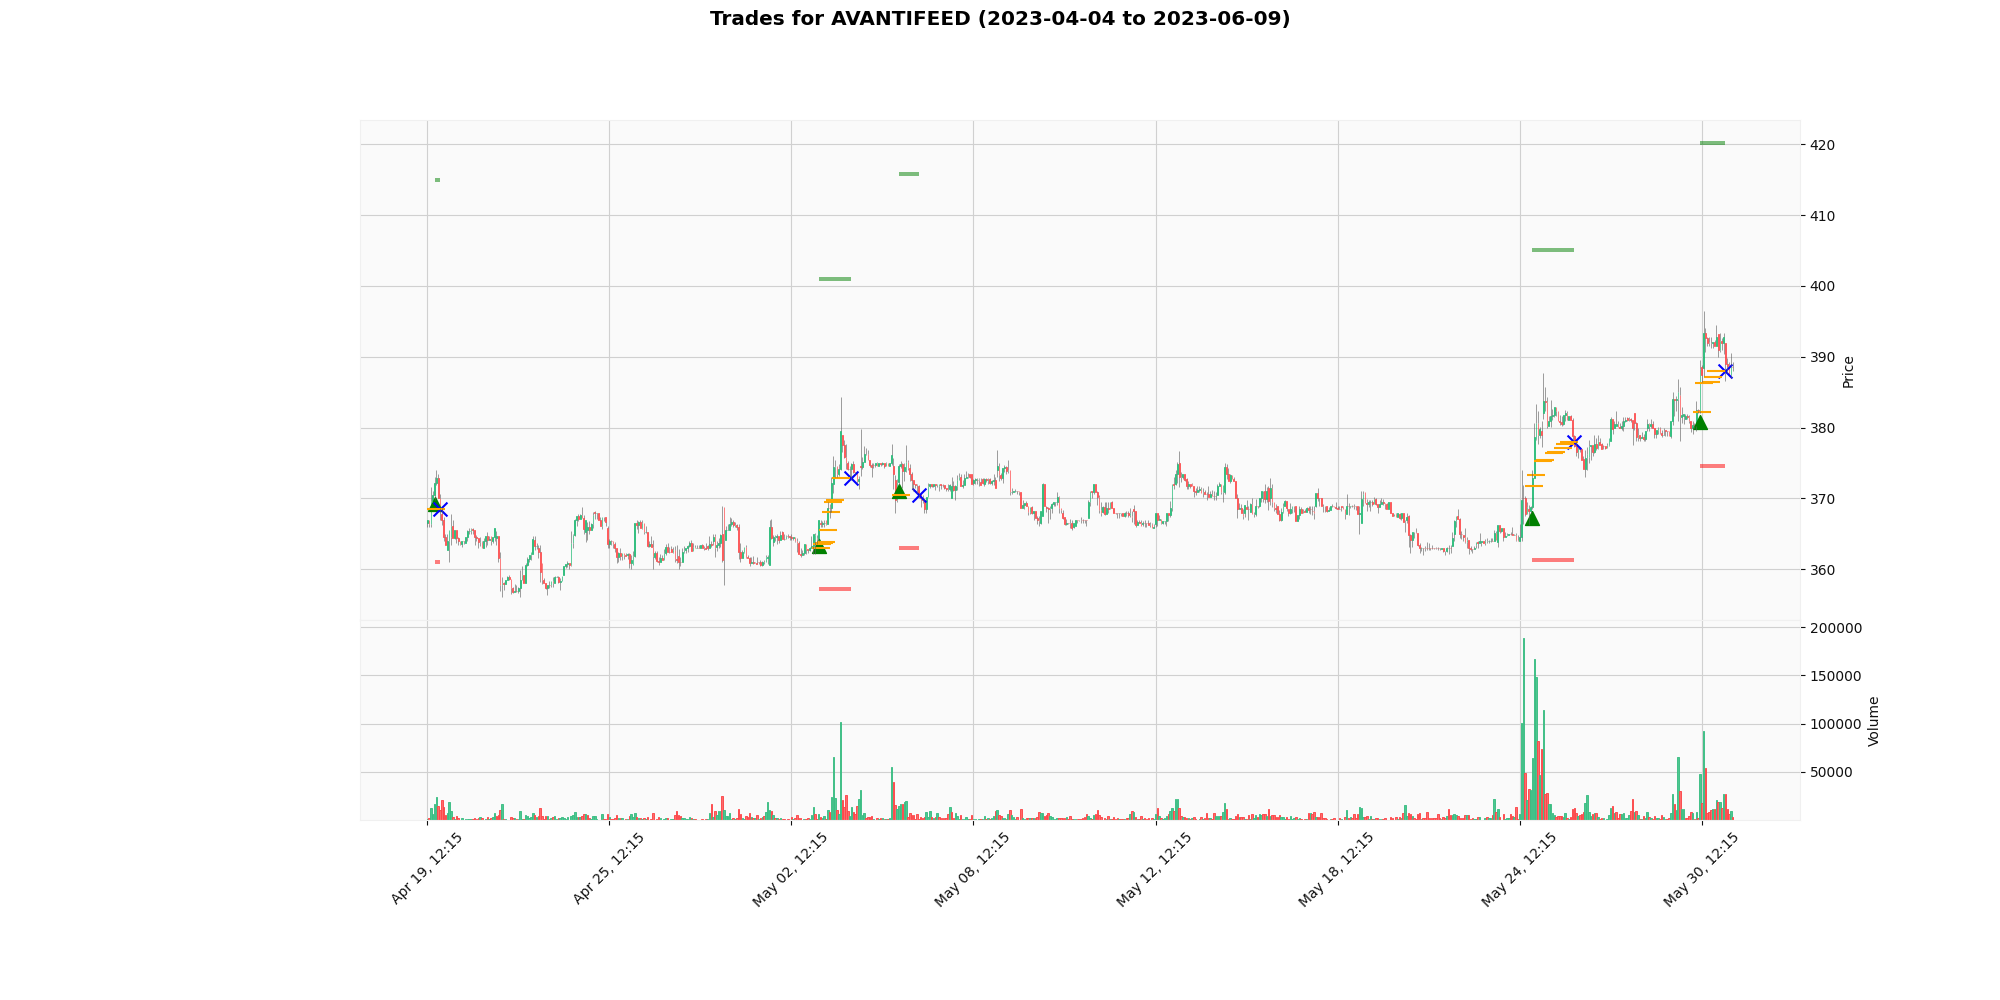 Trades for AVANTIFEED (2023-04-04 to 2023-06-09)
420
410
400
390
380
370
360
Price
200000
150000
100000
50000
Volume
Apr 19, 12:15
Apr 25, 12:15
May 02, 12:15
May 08, 12:15
May 12, 12:15
May 18, 12:15
May 24, 12:15
May 30, 12:15